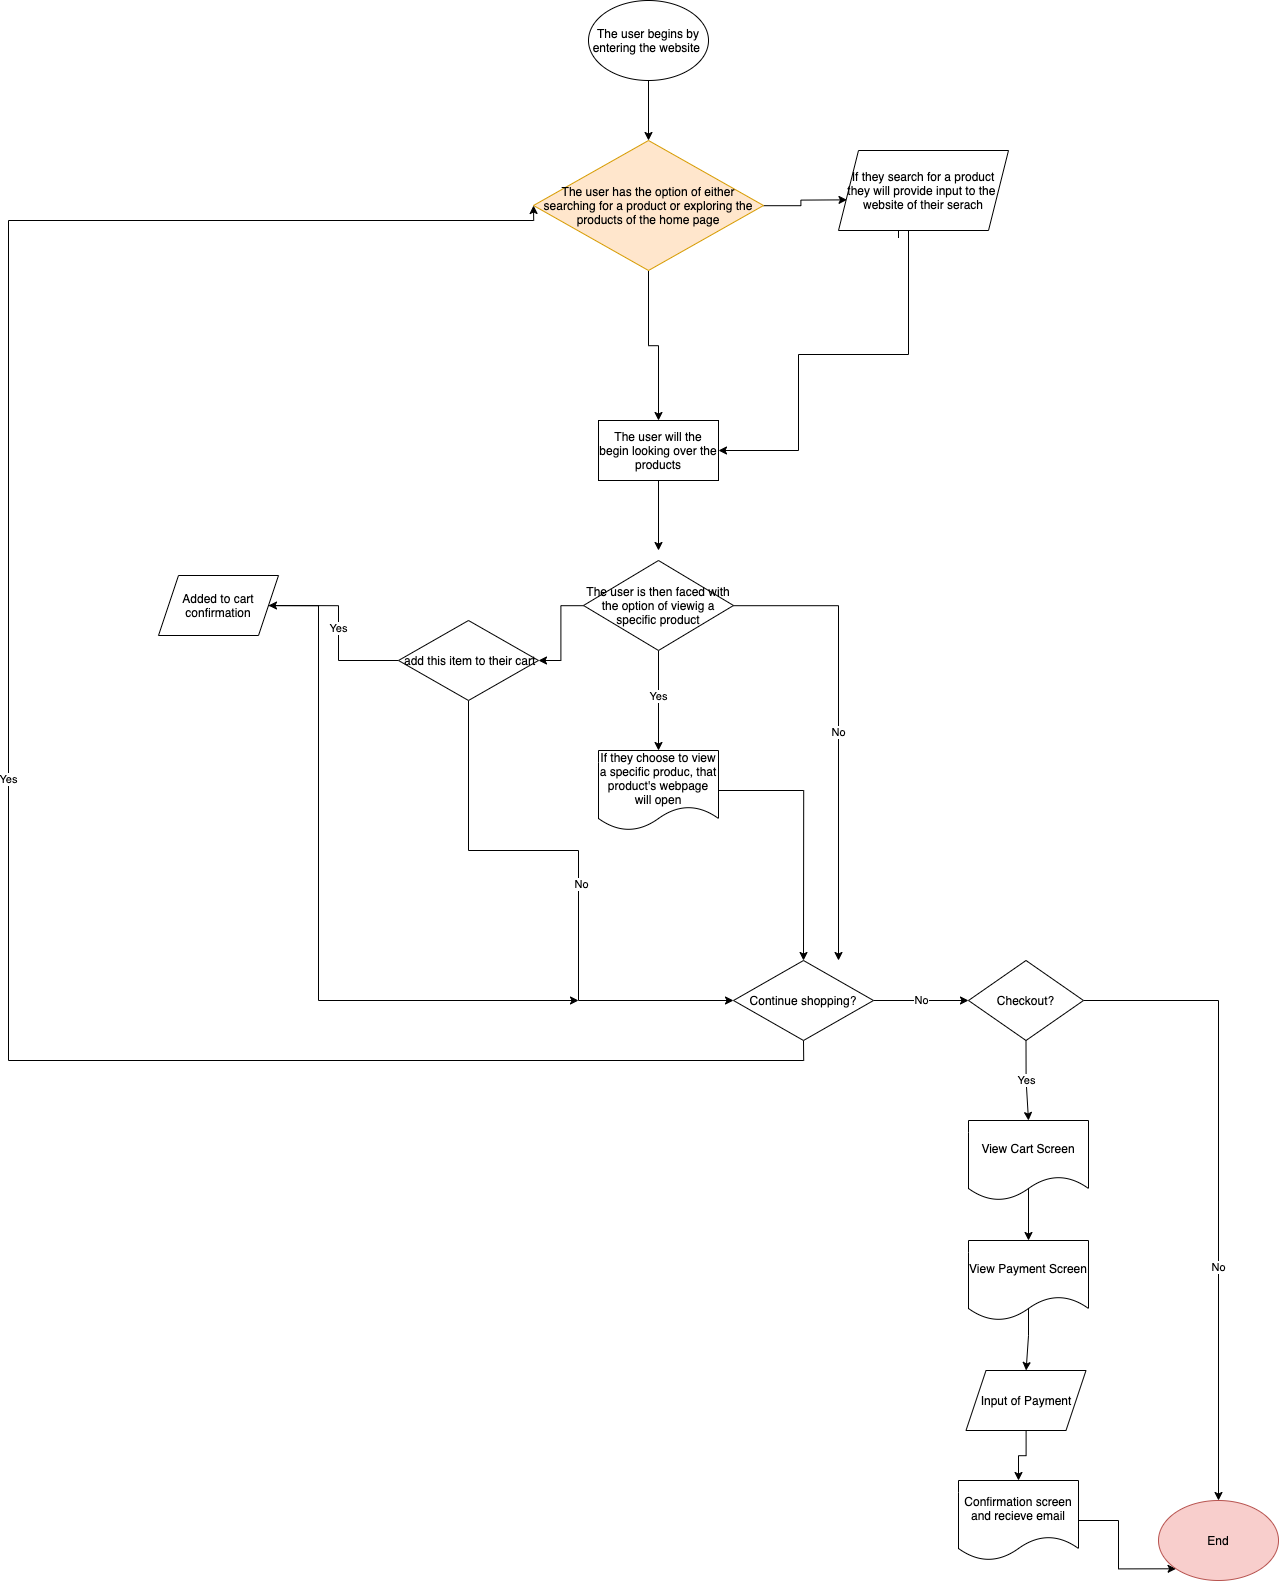 The user begins by
entering the website
The user has the option of either
searching for a product or exploring the
products of the home page
If they search for a product
they will provide input to the
website of their serach
The user will the
begin looking over the
products
The user is then faced with
the option of viewig a
specific product
Added to cart
confirmation
Yes
add this item to their cart
Yes
No
Yes
If they choose to view
a specific produc, that
product's webpage
will open
No
Continue shopping?
No
Checkout?
Yes
View Cart Screen
View Payment Screen
No
Input of Payment
Confirmation screen
and recieve email
End